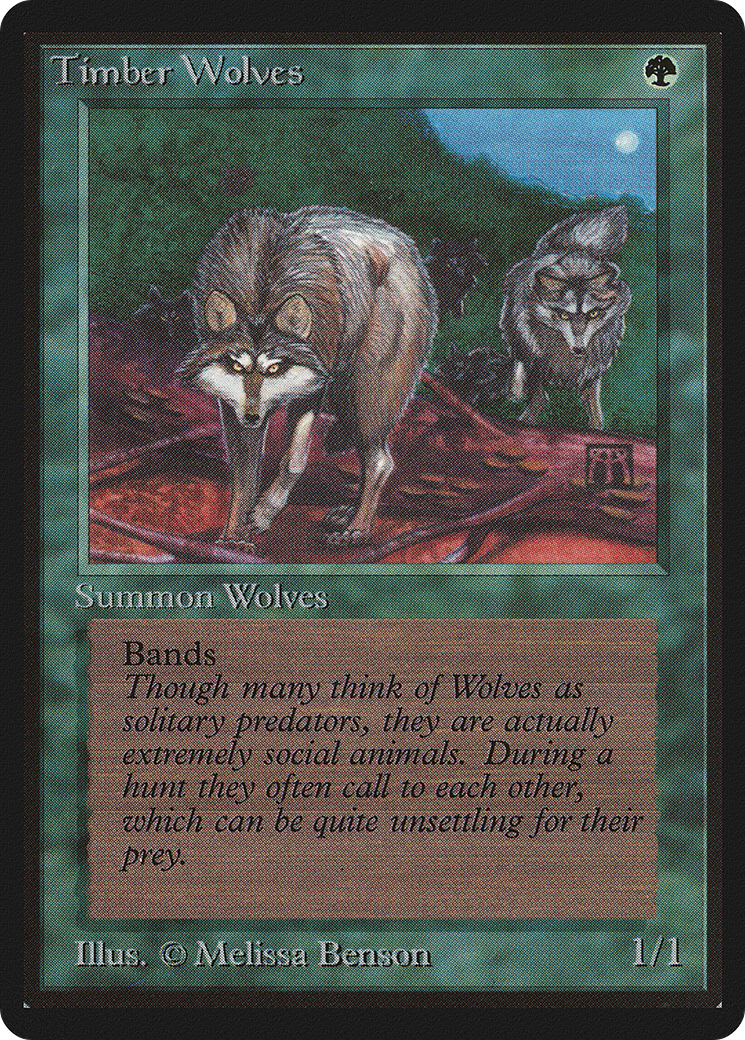 Timber Wolves
Summon Wolves
Bands
Though many think of Wolves as
solitary predators, they are actually
extremely social animals. During a
hunt they often call to each other,
which can be quite unsettling for their
prey.
Illus. © Melissa Benson
1/1